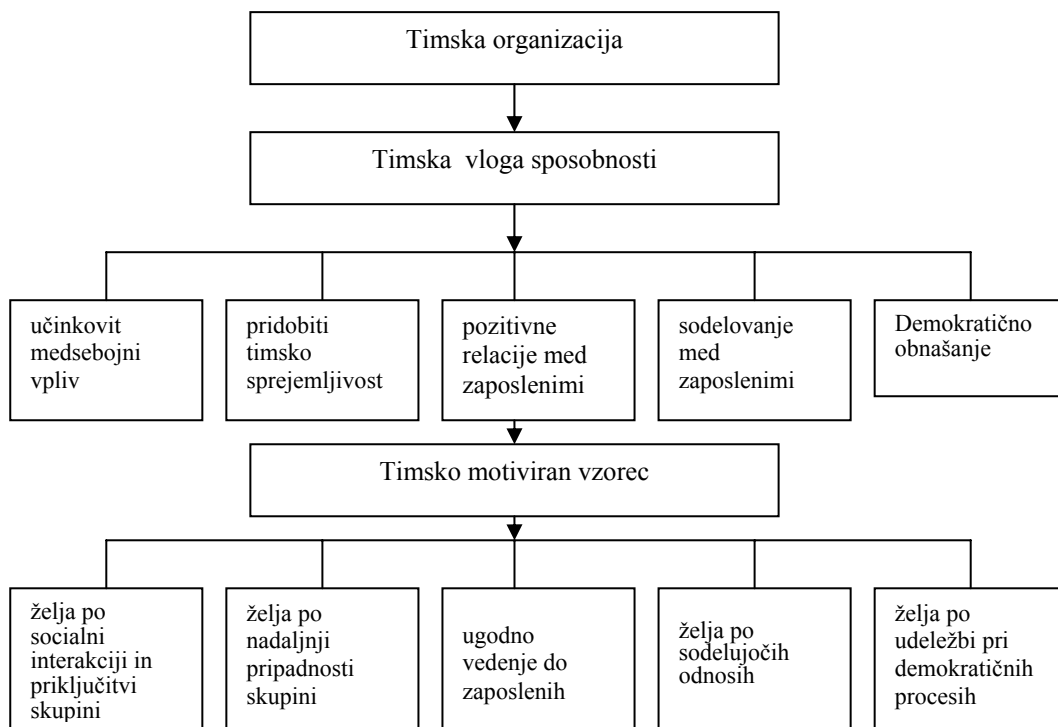 Timska organizacija
Timska vloga sposobnosti
učinkovit
medsebojni
vpliv
pridobiti
timsko
sprejemljivost
pozitivne
relacije med
zaposlenimi
sodelovanje
med
zaposlenimi
Demokratično
obnašanje
Timsko motiviran vzorec
želja po
socialni
interakciji in
priključitvi
skupini
želja po
nadaljnji
pripadnosti
skupini
ugodno
vedenje do
zaposlenih
želja po
sodelujočih
odnosih
želja po
udeležbi pri
demokratičnih
procesih